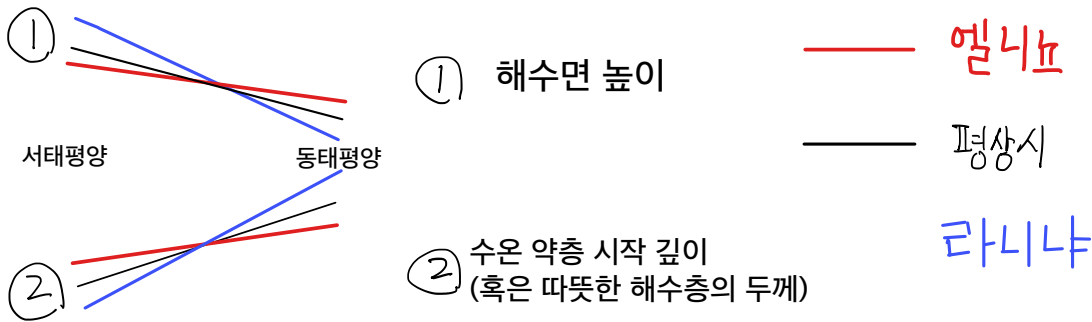 ①
서태평양
동태평양
②
① 해수면 높이
② 수온 약층 시작 깊이
(혹은 따뜻한 해수층의 두께)
엘니뇨
평상시
라니냐